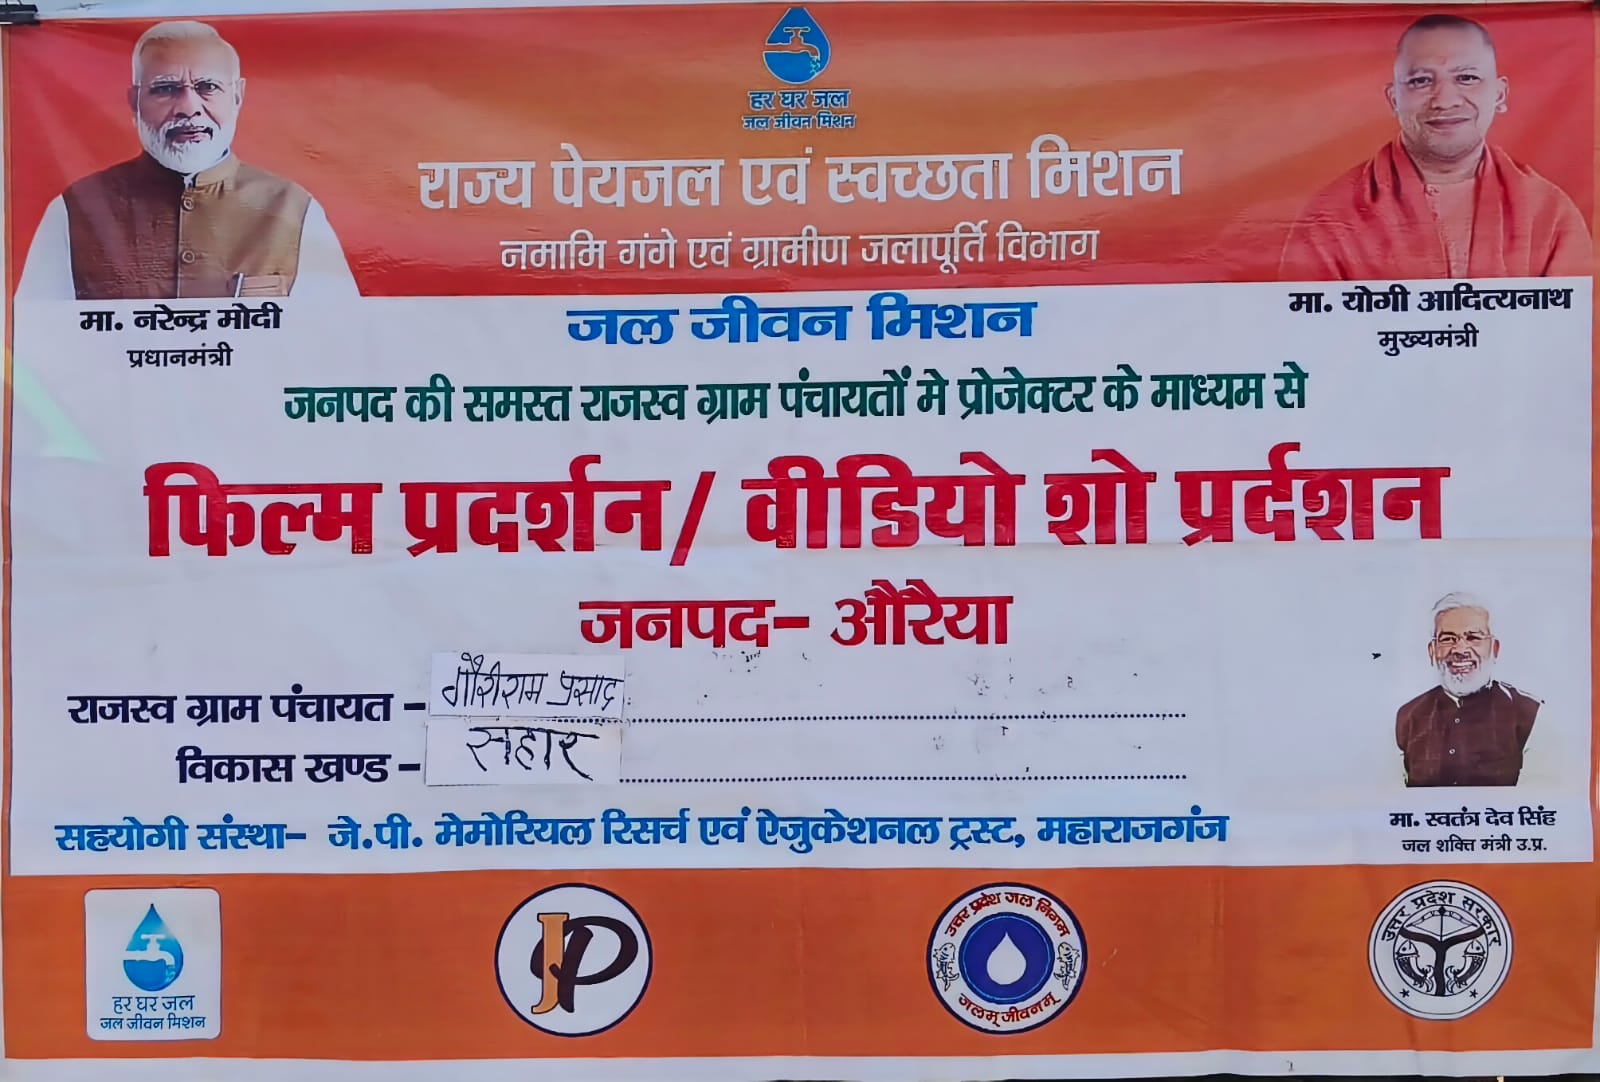 हर घर जल
जल जीवन मिशन
राज्य पेयजल एवं स्वच्छता मिशन
नमामि गंगे एवं ग्रामीण जलापूर्ति विभाग
मा. नरेन्द्र मोदी
प्रधानमंत्री
मा. योगी आदित्यनाथ
मुख्यमंत्री
जल जीवन मिशन
जनपद की समस्त राजस्व ग्राम पंचायतों मे प्रोजेक्टर के माध्यम से
फिल्म प्रदर्शन/ वीडियो शो प्रर्दशन
जनपद- औरैया
राजस्व ग्राम पंचायत - गौरीराम प्रसाद
विकास खण्ड - सहार
सहयोगी संस्था- जे.पी. मेमोरियल रिसर्च एवं ऐजुकेशनल ट्रस्ट, महाराजगंज
मा. स्वतंत्र देव सिंह
जल शक्ति मंत्री उ.प्र.
हर घर जल
जल जीवन मिशन
JP
उत्तर प्रदेश जल निगम
जलम् जीवनम्
उत्तर प्रदेश सरकार